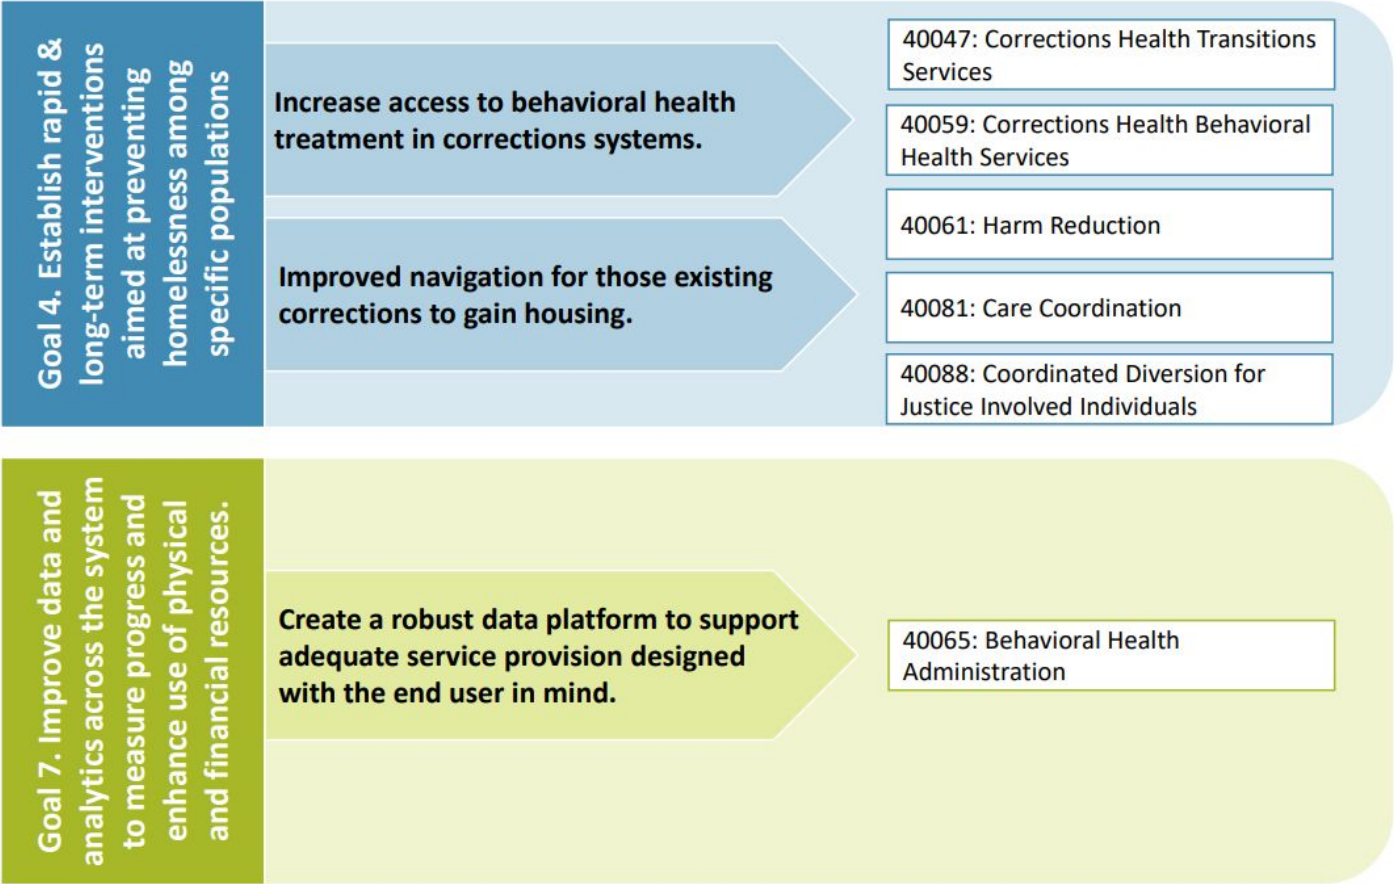 Goal 4. Establish rapid &
long-term interventions
aimed at preventing
homelessness among
specific populations
Increase access to behavioral health
treatment in corrections systems.
Improved navigation for those existing
corrections to gain housing.
40047: Corrections Health Transitions
Services
40059: Corrections Health Behavioral
Health Services
40061: Harm Reduction
40081: Care Coordination
40088: Coordinated Diversion for
Justice Involved Individuals
Goal 7. Improve data and
analytics across the system
to measure progress and
enhance use of physical
and financial resources.
Create a robust data platform to support
adequate service provision designed
with the end user in mind.
40065: Behavioral Health
Administration